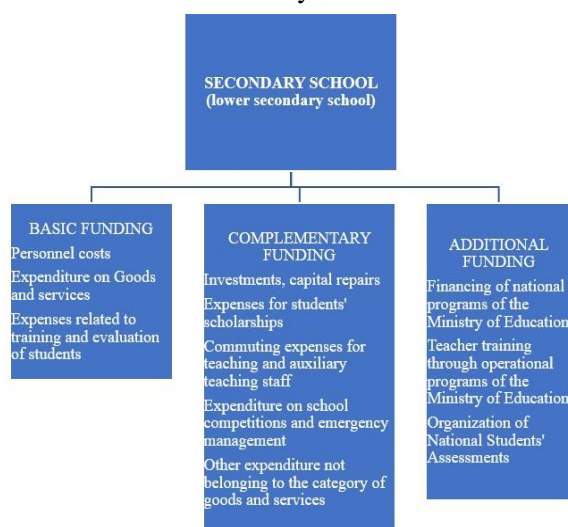 SECONDARY SCHOOL
(lower secondary school)
BASIC FUNDING
Personnel costs
Expenditure on Goods
and services
Expenses related to
training and evaluation
of students
COMPLEMENTARY
FUNDING
Investments, capital repairs
Expenses for students'
scholarships
Commuting expenses for
teaching and auxiliary
teaching staff
Expenditure on school
competitions and emergency
management
Other expenditure not
belonging to the category of
goods and services
ADDITIONAL
FUNDING
Financing of national
programs of the
Ministry of Education
Teacher training
through operational
programs of the
Ministry of Education
Organization of
National Students'
Assessments